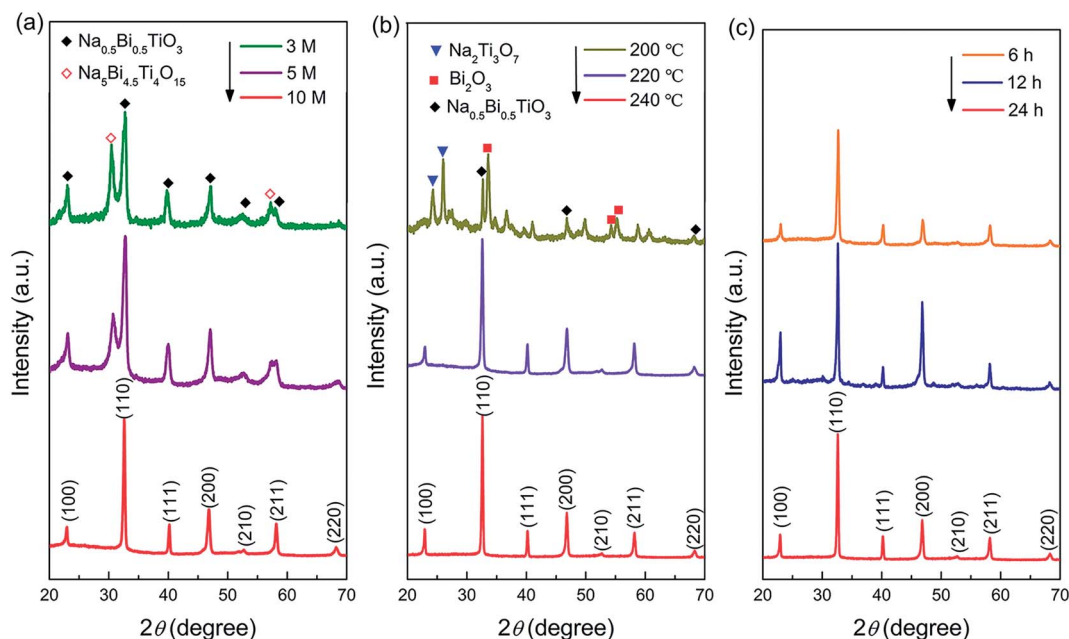 (a)
Na0.5Bi0.5TiO3
Na5Bi4.5Ti4O15
3 M
5 M
10 M
(100)
(110)
(111)
(200)
(210)
(211)
(220)
Intensity (a.u.)
20 30 40 50 60 70
2θ (degree)
(b)
Na2Ti3O7
Bi2O3
Na0.5Bi0.5TiO3
200 ℃
220 ℃
240 ℃
(100)
(110)
(111)
(200)
(210)
(211)
(220)
Intensity (a.u.)
20 30 40 50 60 70
2θ (degree)
(c)
6 h
12 h
24 h
(100)
(110)
(111)
(200)
(210)
(211)
(220)
Intensity (a.u.)
20 30 40 50 60 70
2θ (degree)